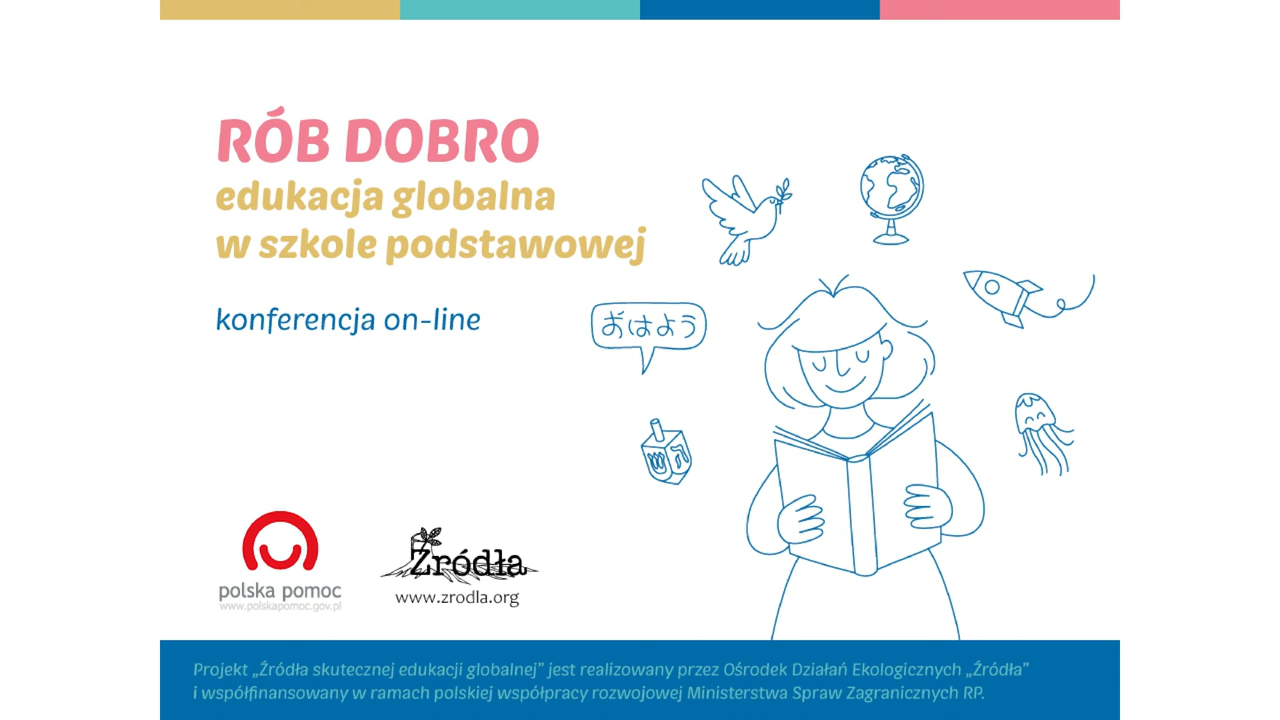 RÓB DOBRO
edukacja globalna
w szkole podstawowej
konferencja on-line
おはよう
polska pomoc
www.polskapomoc.gov.pl
Źródła
www.zrodla.org
Projekt „Źródła skutecznej edukacji globalnej” jest realizowany przez Ośrodek Działań Ekologicznych „Źródła”
i współfinansowany w ramach polskiej współpracy rozwojowej Ministerstwa Spraw Zagranicznych RP.